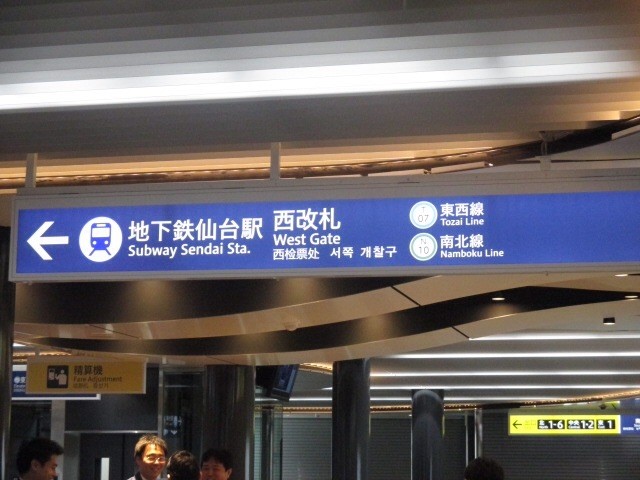 地下鉄仙台駅
Subway Sendai Sta.
西改札
West Gate
西检票处 서쪽 개찰구
T
07
東西線
Tozai Line
N
10
南北線
Namboku Line
精算機
Fare Adjustment
1-6
1-2
1